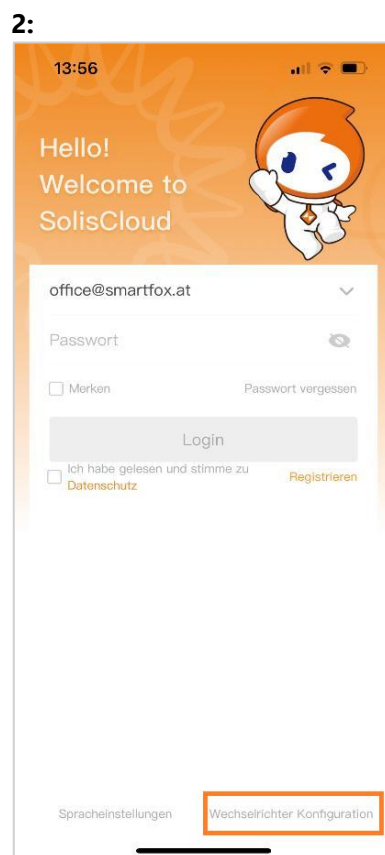 2:
13:56
Hello!
Welcome to
SolisCloud
office@smartfox.at
Passwort
Merken
Passwort vergessen
Login
Ich habe gelesen und stimme zu
Datenschutz
Registrieren
Spracheinstellungen
Wechselrichter Konfiguration